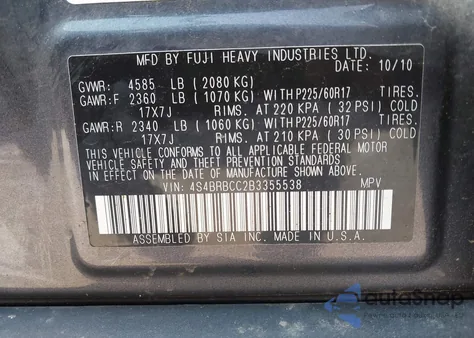 MFD BY FUJI HEAVY INDUSTRIES LTD.
DATE: 10/10
GVWR: 4585 LB (2080 KG)
GAWR:F 2360 LB (1070 KG) WITH P225/60R17 TIRES.
17X7J RIMS. AT 220 KPA (32 PSI) COLD
GAWR:R 2340 LB (1060 KG) WITH P225/60R17 TIRES.
17X7J RIMS. AT 210 KPA (30 PSI) COLD
THIS VEHICLE CONFORMS TO ALL APPLICABLE FEDERAL MOTOR
VEHICLE SAFETY AND THEFT PREVENTION STANDARDS
IN EFFECT ON THE DATE OF MANUFACTURE SHOWN ABOVE.
VIN: 4S4BRBCC2B3355538 MPV
ASSEMBLED BY SIA INC. MADE IN U.S.A.
autoShop